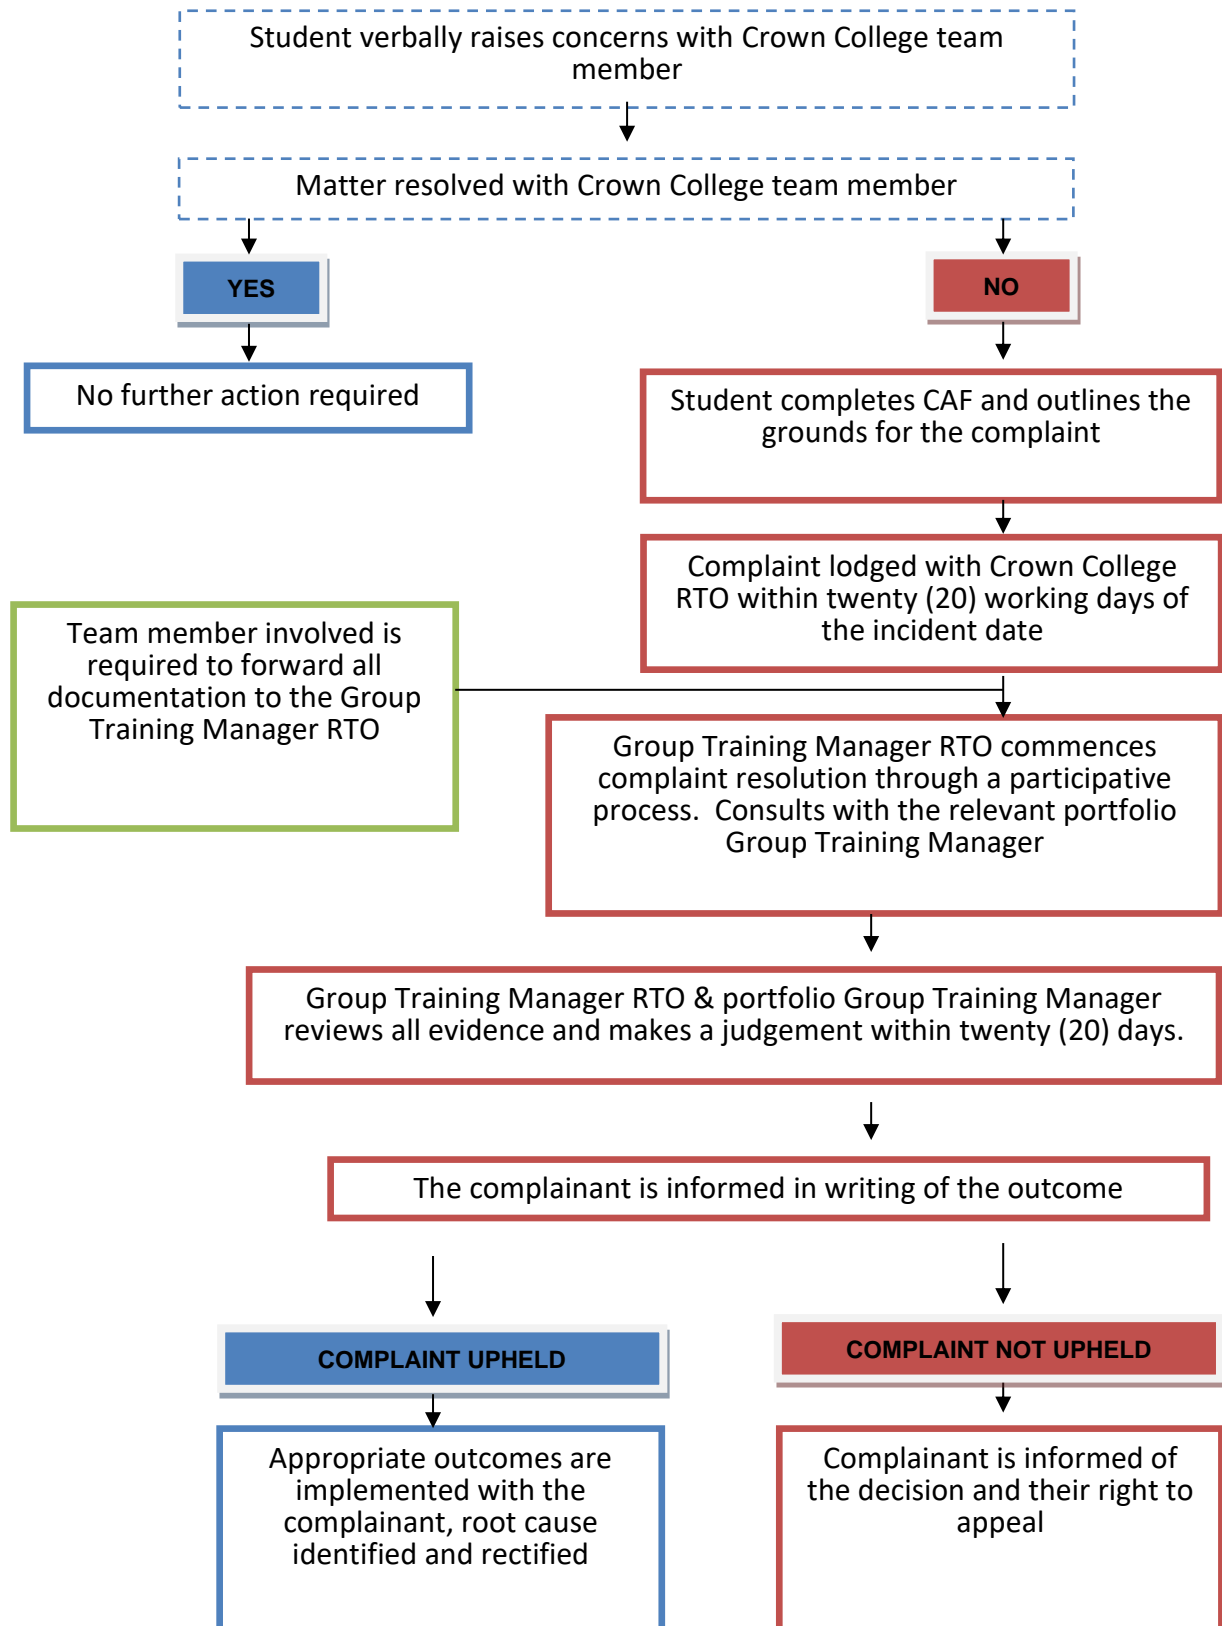 Student verbally raises concerns with Crown College team
member
Matter resolved with Crown College team member
YES
NO
No further action required
Student completes CAF and outlines the
grounds for the complaint
Complaint lodged with Crown College
RTO within twenty (20) working days of
the incident date
Team member involved is
required to forward all
documentation to the Group
Training Manager RTO
Group Training Manager RTO commences
complaint resolution through a participative
process.  Consults with the relevant portfolio
Group Training Manager
Group Training Manager RTO & portfolio Group Training Manager
reviews all evidence and makes a judgement within twenty (20) days.
The complainant is informed in writing of the outcome
COMPLAINT UPHELD
COMPLAINT NOT UPHELD
Appropriate outcomes are
implemented with the
complainant, root cause
identified and rectified
Complainant is informed of
the decision and their right to
appeal